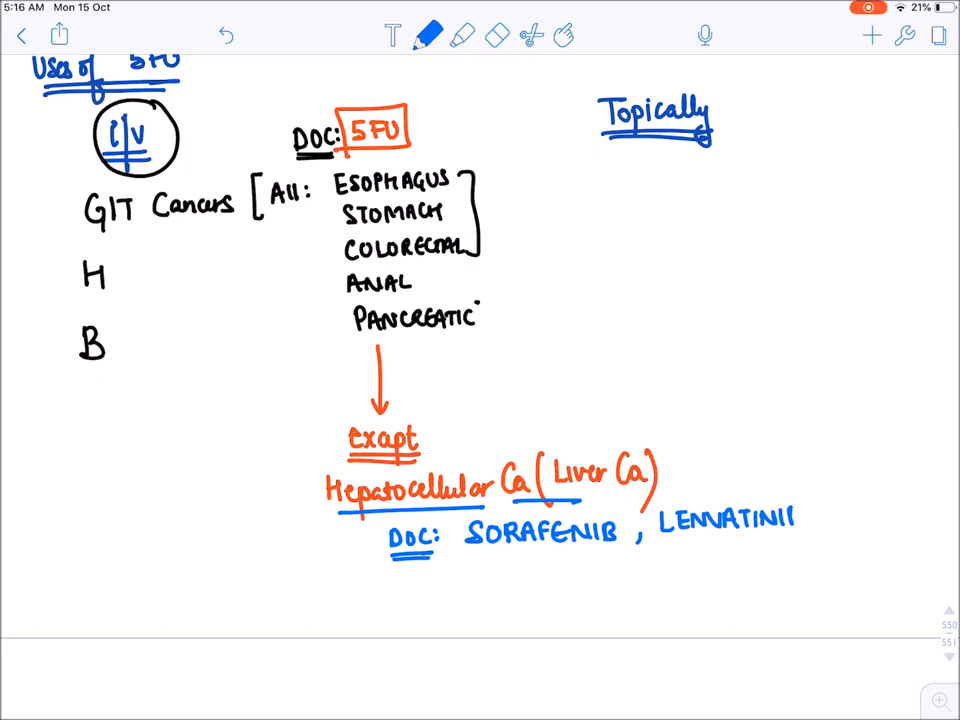 5:16 AM Mon 15 Oct
21%
Uses of 5FU
I/V
DOC: 5FU
Topically
GIT Cancers [All: ESOPHAGUS
STOMACH
COLORECTAL]
ANAL
PANCREATIC
H
B
Exapt
Hepatocellular Ca (Liver Ca)
DOC: SORAFENIB, LENVATINI
550
551